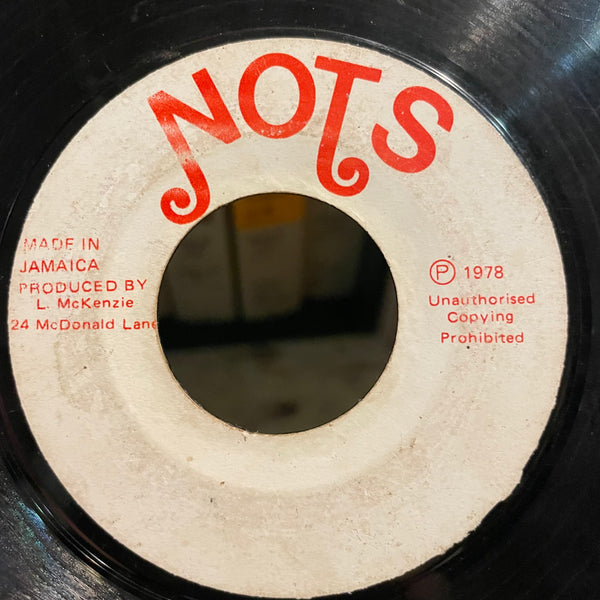 NOTS
MADE IN
JAMAICA
PRODUCED BY
L. McKenzie
24 McDonald Lane
Ⓟ 1978
Unauthorised
Copying
Prohibited